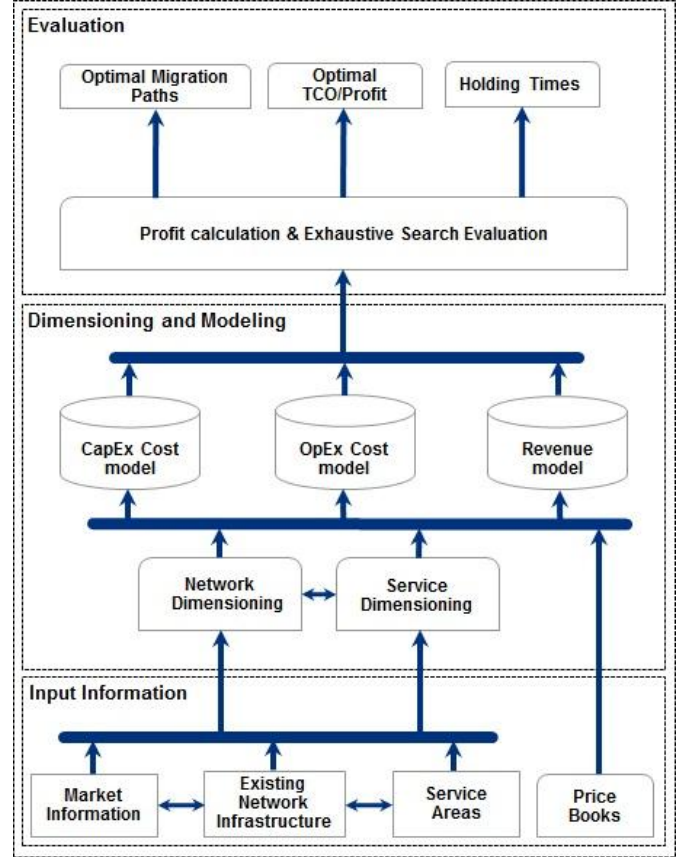 Evaluation
Optimal Migration
Paths
Optimal
TCO/Profit
Holding Times
Profit calculation & Exhaustive Search Evaluation
Dimensioning and Modeling
CapEx Cost
model
OpEx Cost
model
Revenue
model
Network
Dimensioning
Service
Dimensioning
Input Information
Market
Information
Existing
Network
Infrastructure
Service
Areas
Price
Books